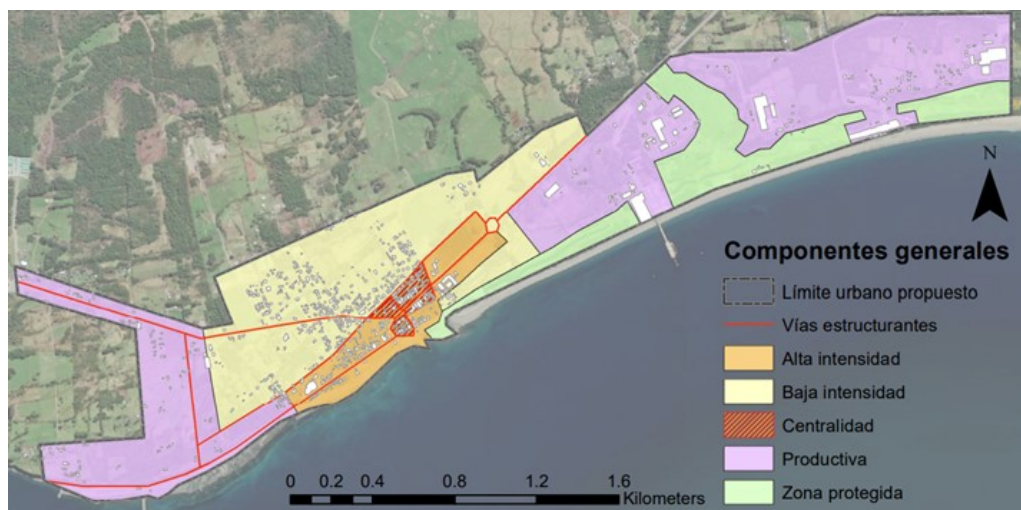 N
Componentes generales
Límite urbano propuesto
Vías estructurantes
Alta intensidad
Baja intensidad
Centralidad
Productiva
Zona protegida
0 0.2 0.4 0.8 1.2 1.6
Kilometers